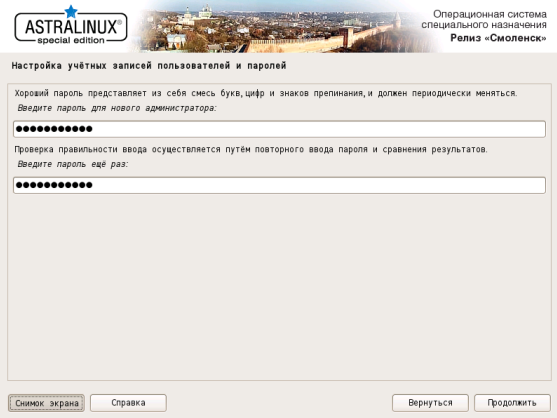 ASTRALINUX®
special edition
Операционная система
специального назначения
Релиз «Смоленск»
Настройка учётных записей пользователей и паролей
Хороший пароль представляет из себя смесь букв, цифр и знаков препинания, и должен периодически меняться.
Введите пароль для нового администратора:
●●●●●●●●●●●
Проверка правильности ввода осуществляется путём повторного ввода пароля и сравнения результатов.
Введите пароль ещё раз:
●●●●●●●●●●●
Снимок экрана
Справка
Вернуться
Продолжить